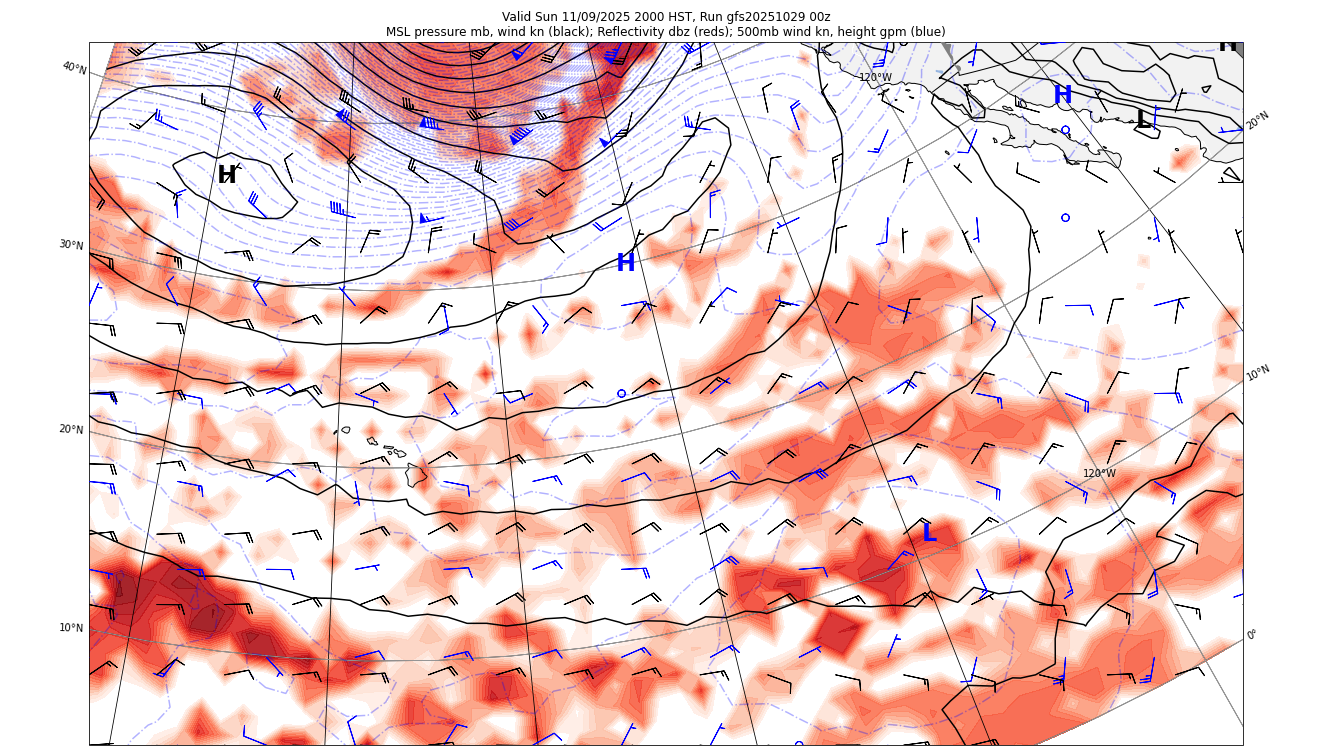 Valid Sun 11/09/2025 2000 HST, Run gfs20251029 00z
MSL pressure mb, wind kn (black); Reflectivity dbz (reds); 500mb wind kn, height gpm (blue)
H
40°N
120°W
H
L
20°N
H
30°N
H
10°N
20°N
120°W
L
10°N
0°